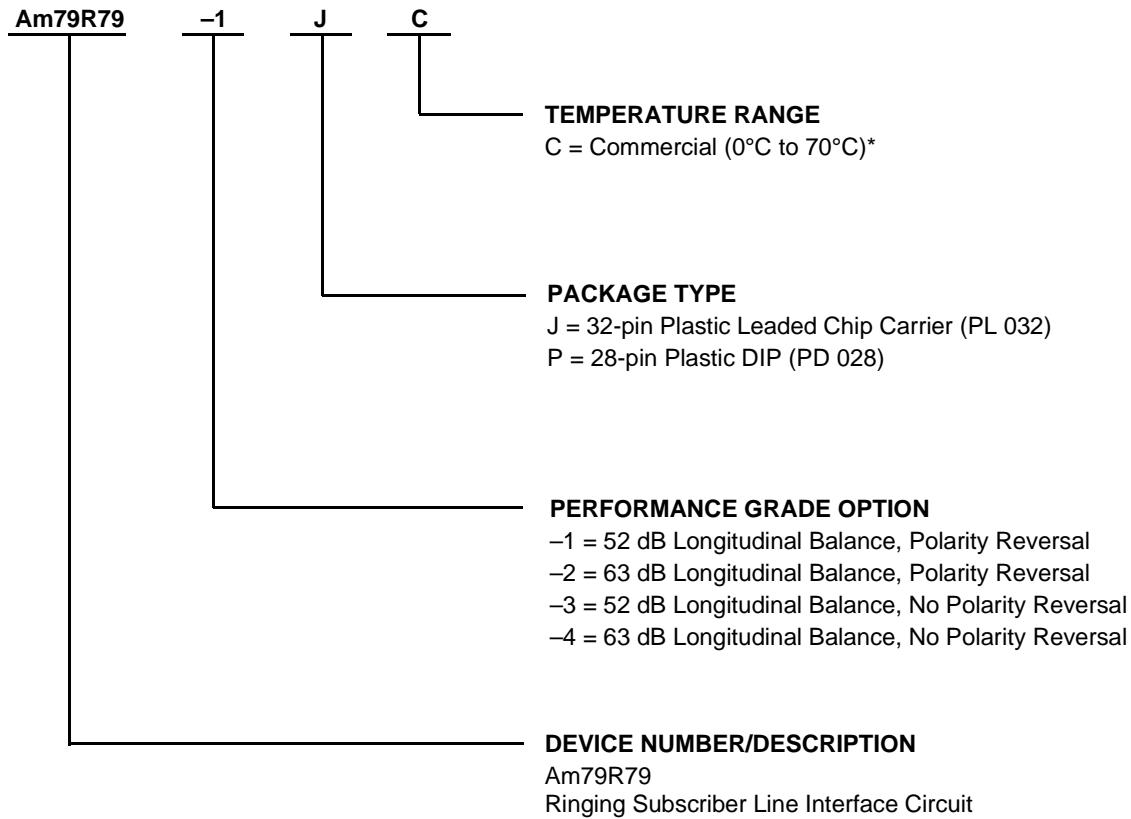 Am79R79 –1 J C
TEMPERATURE RANGE
C = Commercial (0°C to 70°C)*
PACKAGE TYPE
J = 32-pin Plastic Leaded Chip Carrier (PL 032)
P = 28-pin Plastic DIP (PD 028)
PERFORMANCE GRADE OPTION
–1 = 52 dB Longitudinal Balance, Polarity Reversal
–2 = 63 dB Longitudinal Balance, Polarity Reversal
–3 = 52 dB Longitudinal Balance, No Polarity Reversal
–4 = 63 dB Longitudinal Balance, No Polarity Reversal
DEVICE NUMBER/DESCRIPTION
Am79R79
Ringing Subscriber Line Interface Circuit